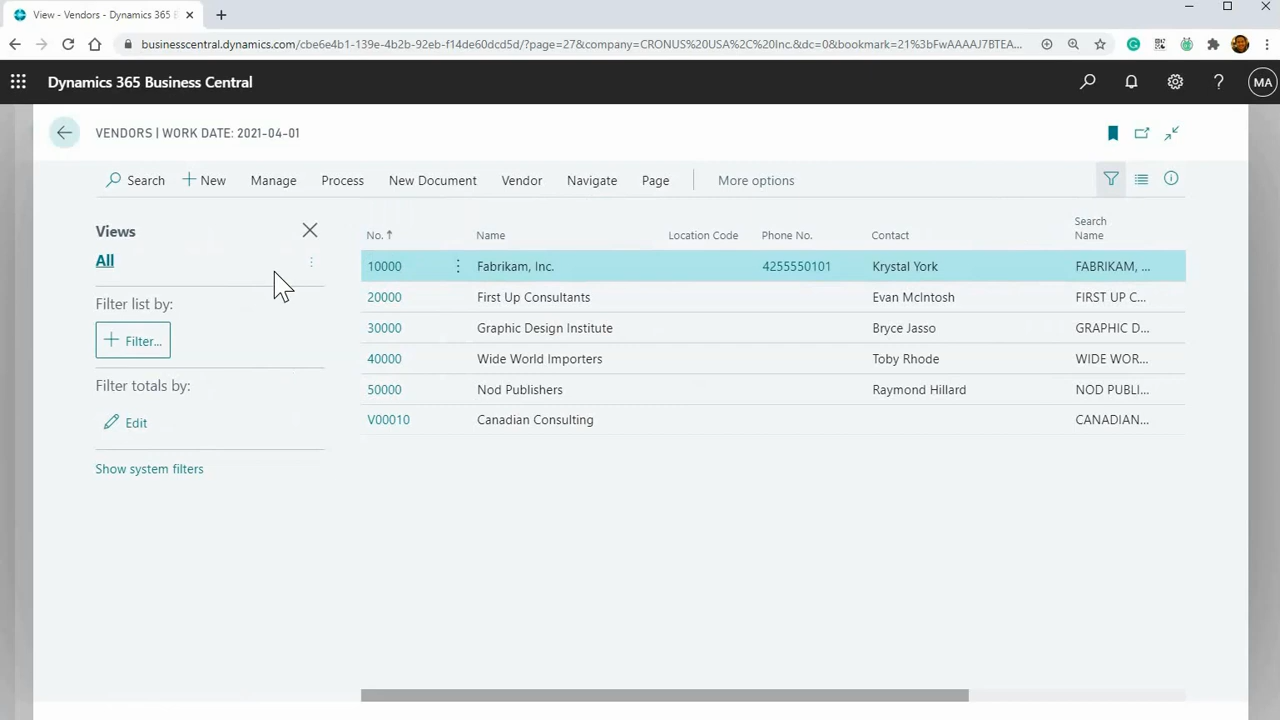 View - Vendors - Dynamics 365 B
businesscentral.dynamics.com/cbe6e4b1-139e-4b2b-92eb-f14de60dcd5d/?page=27&company=CRONUS%20USA%2C%20Inc.&dc=0&bookmark=21%3bFwAAAAJ7BTEA...
Dynamics 365 Business Central
MA
VENDORS | WORK DATE: 2021-04-01
Search New Manage Process New Document Vendor Navigate Page More options
Views
All
Filter list by:
Filter...
Filter totals by:
Edit
Show system filters
No. Name Location Code Phone No. Contact Search Name
10000 Fabrikam, Inc. 4255550101 Krystal York FABRIKAM, ...
20000 First Up Consultants Evan McIntosh FIRST UP C...
30000 Graphic Design Institute Bryce Jasso GRAPHIC D...
40000 Wide World Importers Toby Rhode WIDE WOR...
50000 Nod Publishers Raymond Hillard NOD PUBLI...
V00010 Canadian Consulting CANADIAN...